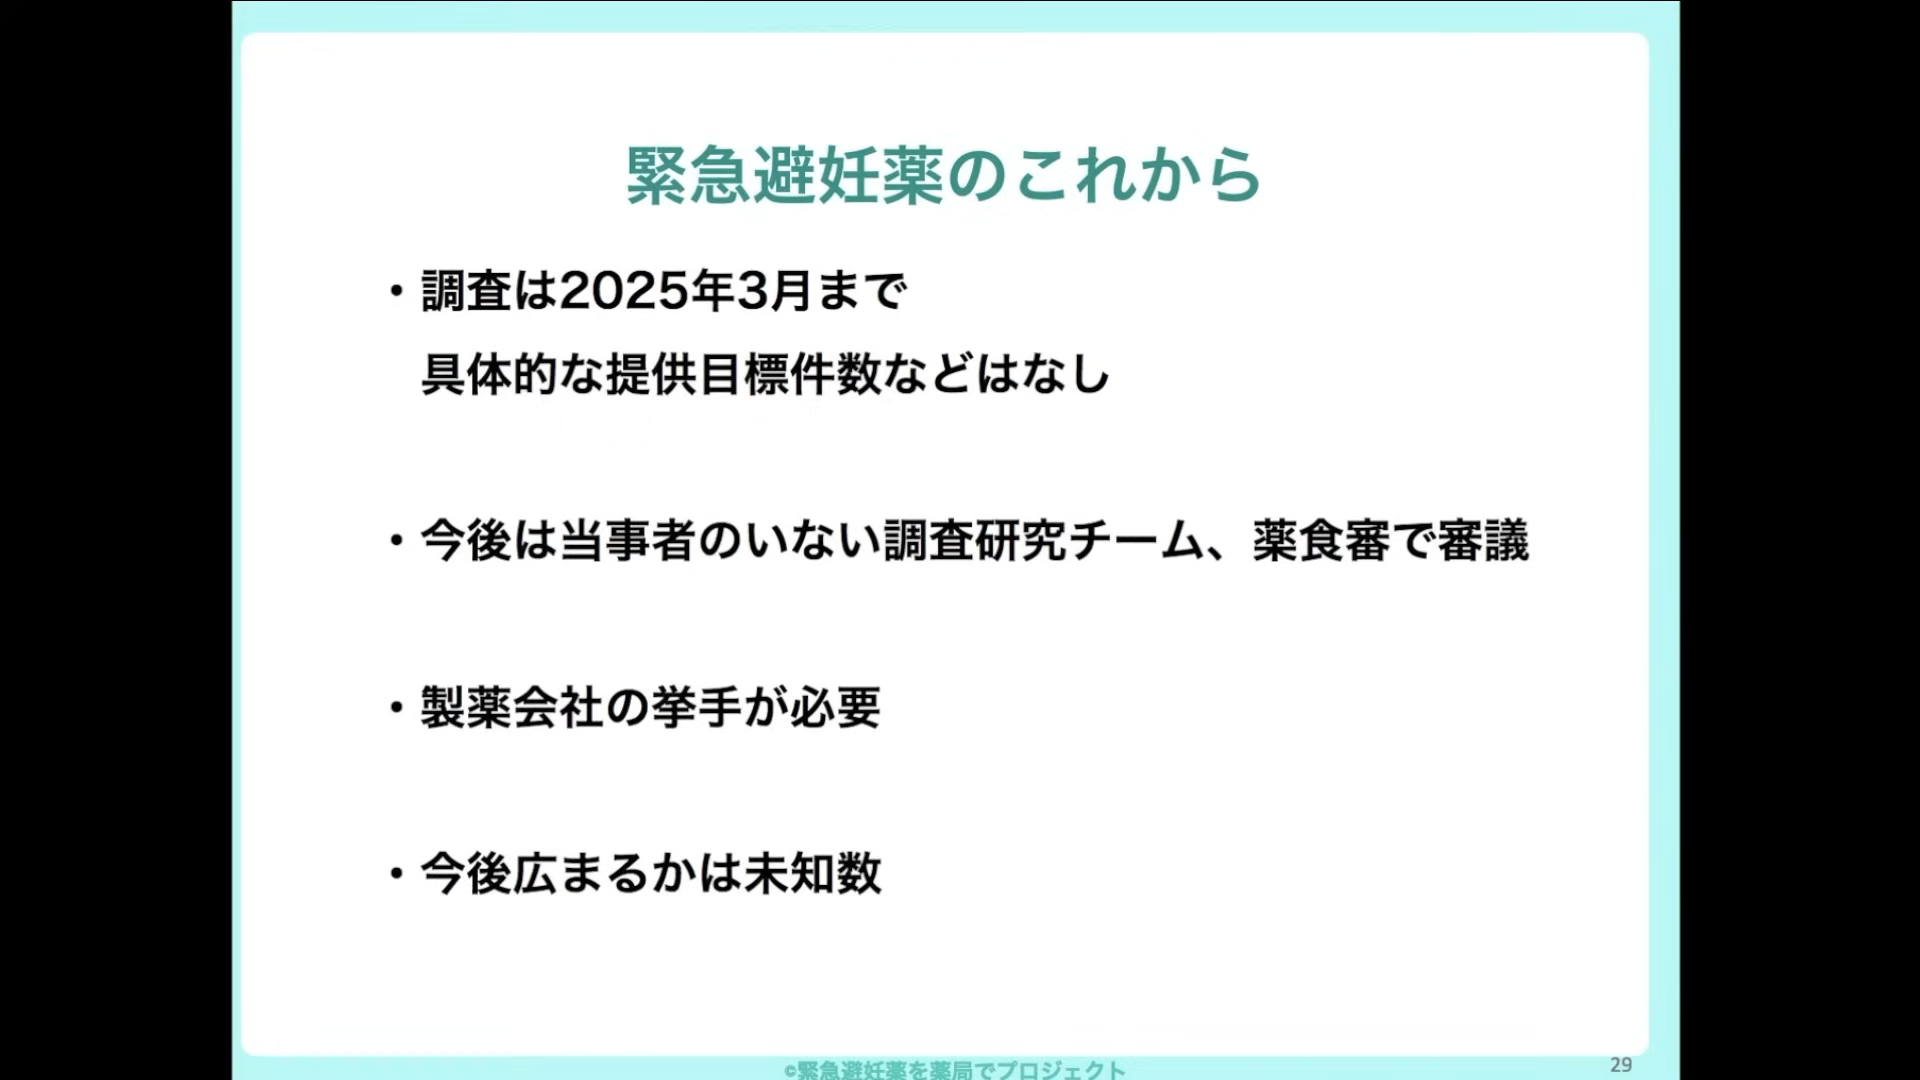 緊急避妊薬のこれから
・調査は2025年3月まで
具体的な提供目標件数などはなし
・今後は当事者のいない調査研究チーム、薬食審で審議
・製薬会社の挙手が必要
・今後広まるかは未知数
©緊急避妊薬を薬局でプロジェクト
29